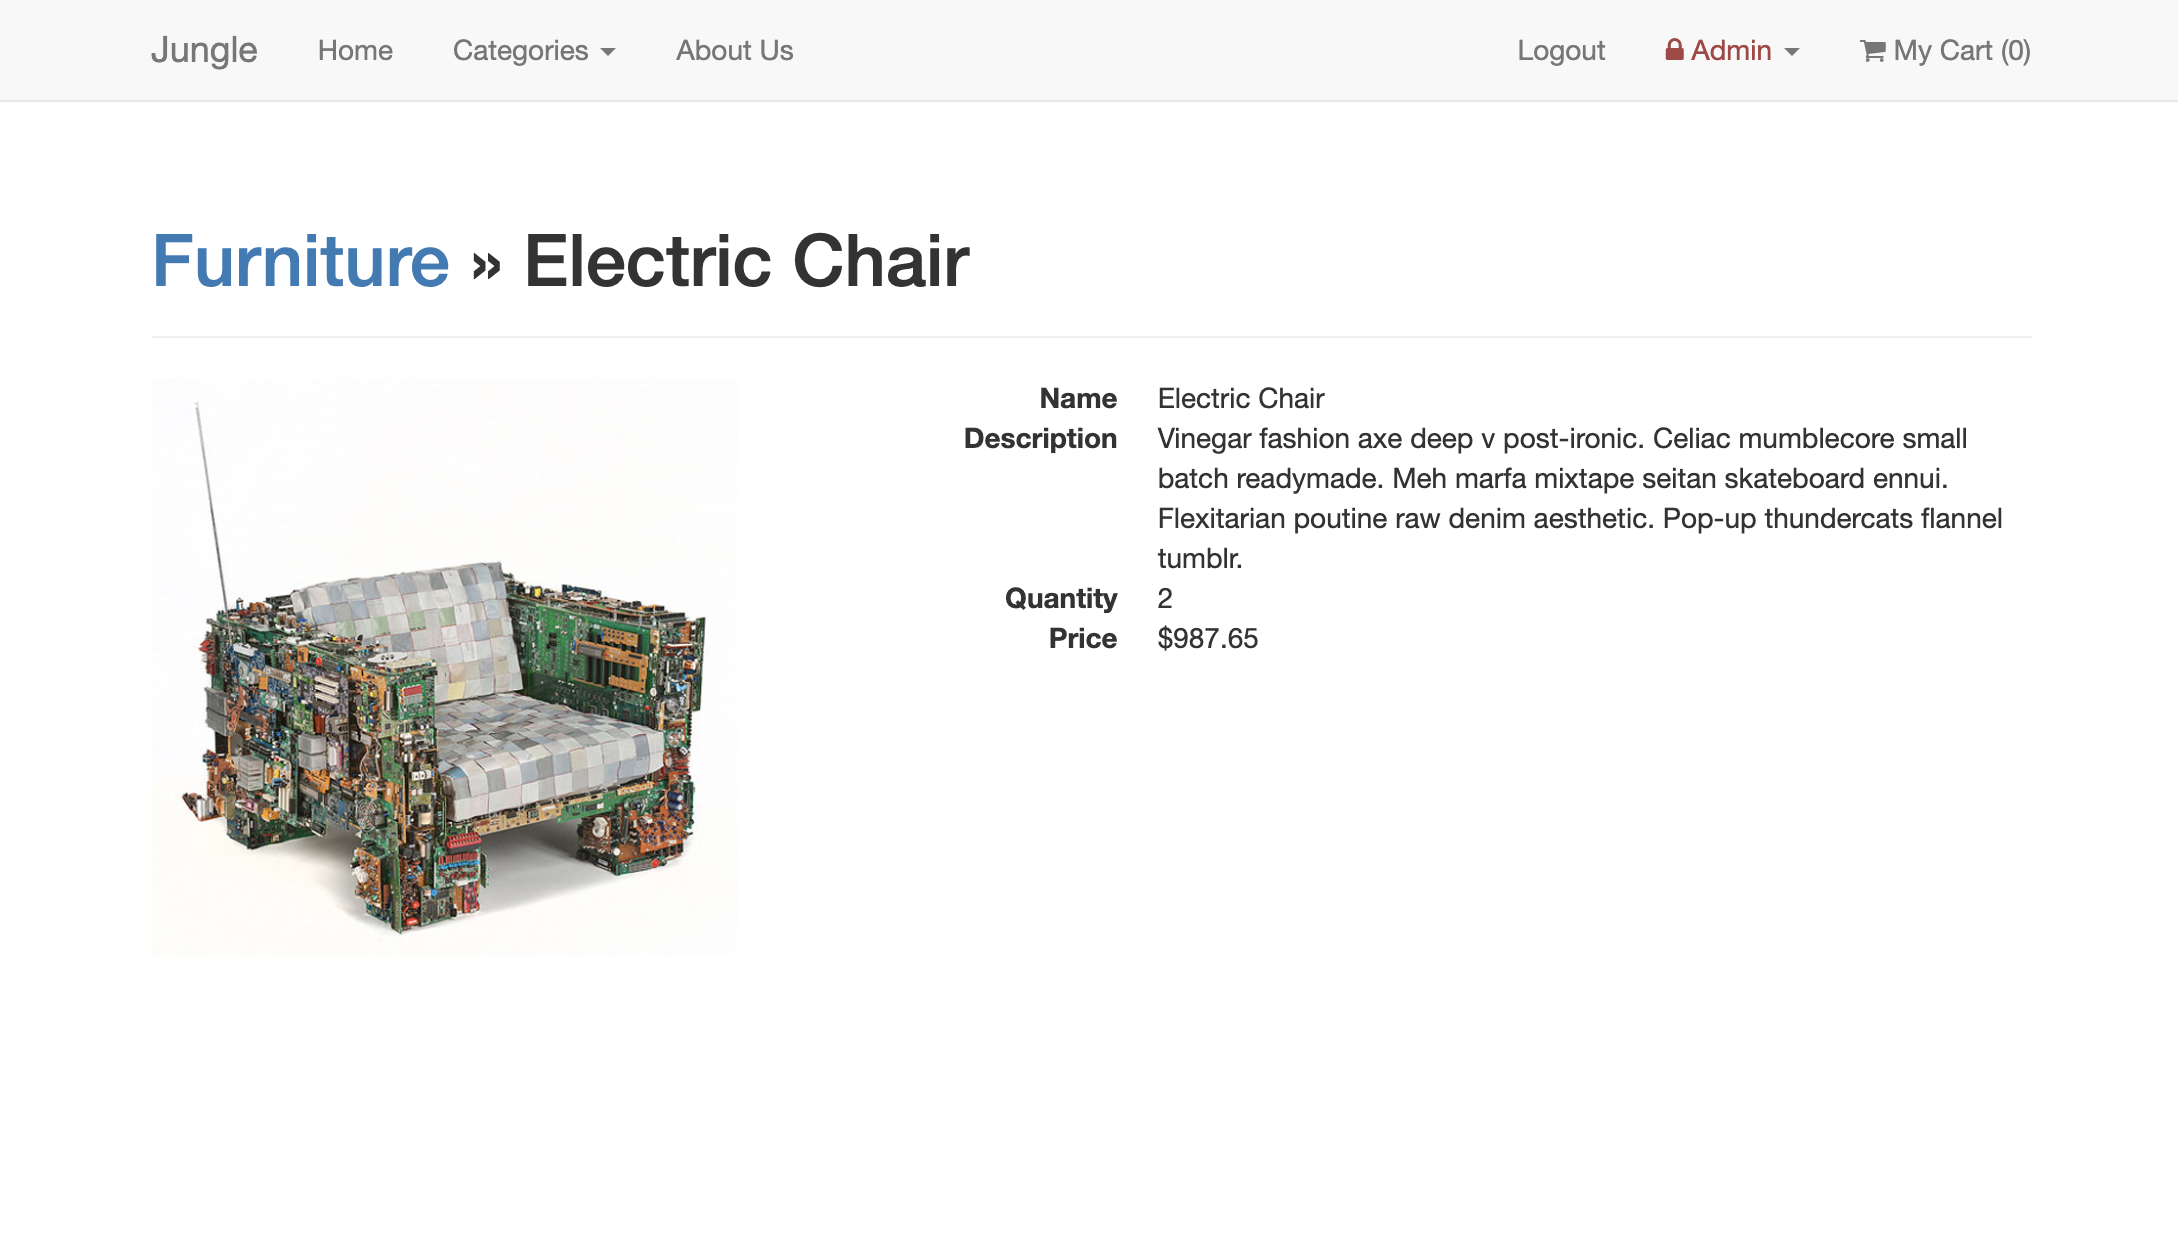 Jungle Home Categories About Us Logout Admin My Cart (0)
Furniture » Electric Chair
Name Electric Chair
Description Vinegar fashion axe deep v post-ironic. Celiac mumblecore small
batch readymade. Meh marfa mixtape seitan skateboard ennui.
Flexitarian poutine raw denim aesthetic. Pop-up thundercats flannel
tumblr.
Quantity 2
Price $987.65